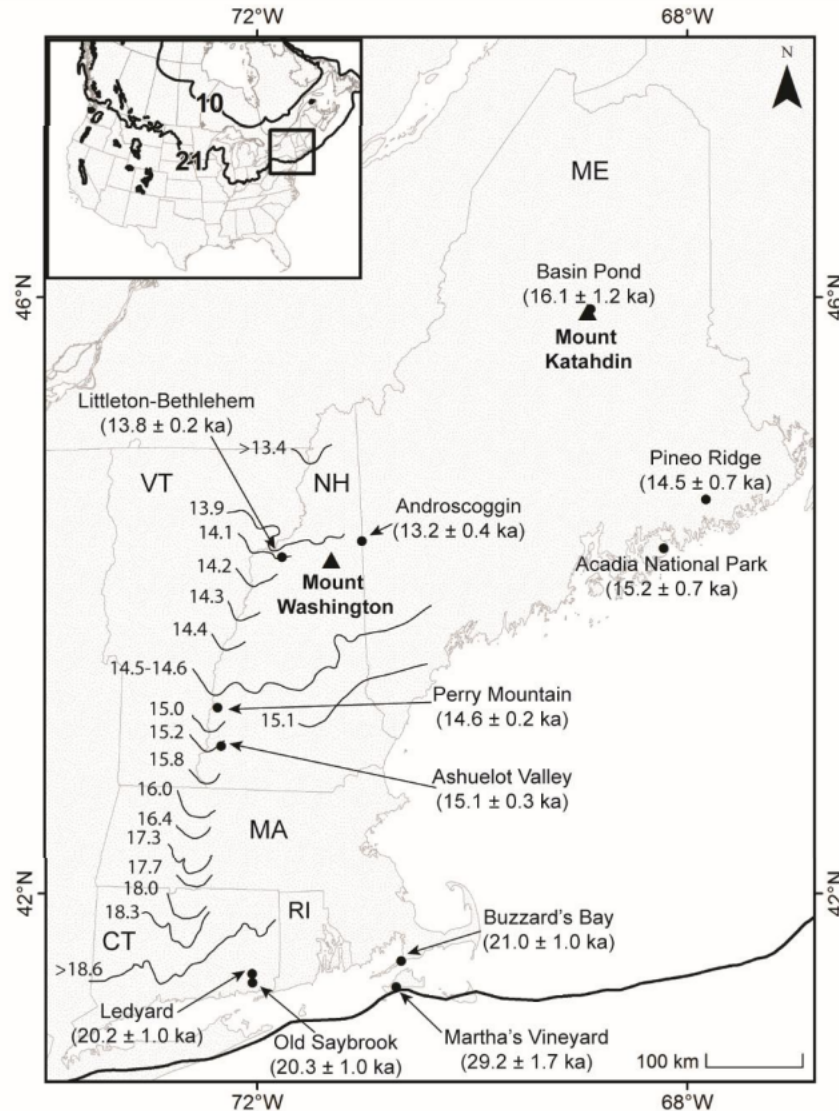 72°W
68°W
10
21
N
ME
46°N
46°N
Basin Pond
(16.1 ± 1.2 ka)
Mount
Katahdin
Littleton-Bethlehem
(13.8 ± 0.2 ka)
>13.4
VT
NH
Pineo Ridge
(14.5 ± 0.7 ka)
13.9
Androscoggin
(13.2 ± 0.4 ka)
14.1
Acadia National Park
(15.2 ± 0.7 ka)
14.2
Mount
Washington
14.3
14.4
14.5-14.6
Perry Mountain
(14.6 ± 0.2 ka)
15.0
15.1
15.2
15.8
Ashuelot Valley
(15.1 ± 0.3 ka)
16.0
16.4
MA
17.3
17.7
18.0
42°N
42°N
18.3
RI
CT
Buzzard's Bay
(21.0 ± 1.0 ka)
>18.6
Ledyard
(20.2 ± 1.0 ka)
Old Saybrook
(20.3 ± 1.0 ka)
Martha's Vineyard
(29.2 ± 1.7 ka)
100 km
72°W
68°W